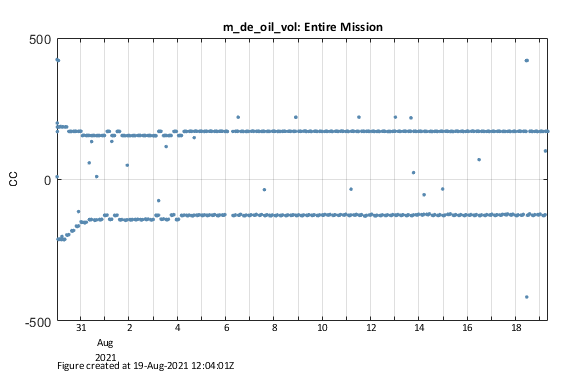 m_de_oil_vol: Entire Mission
500
CC
0
-500
31 2 4 6 8 10 12 14 16 18
Aug
2021
Figure created at 19-Aug-2021 12:04:01Z